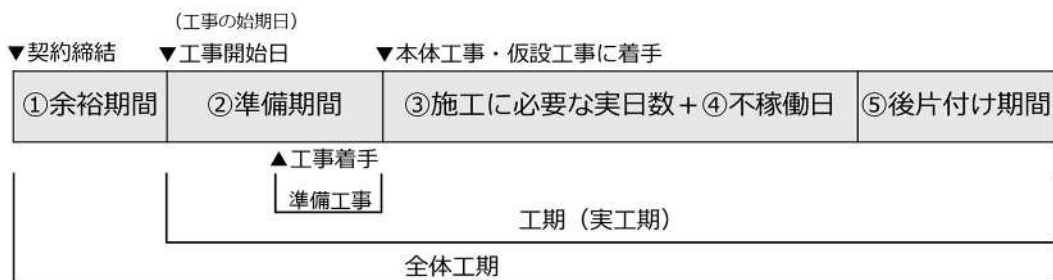 （工事の始期日）
▼契約締結 ▼工事開始日 ▼本体工事・仮設工事に着手
①余裕期間 ②準備期間 ③施工に必要な実日数＋④不稼働日 ⑤後片付け期間
▲工事着手
準備工事
工期（実工期）
全体工期